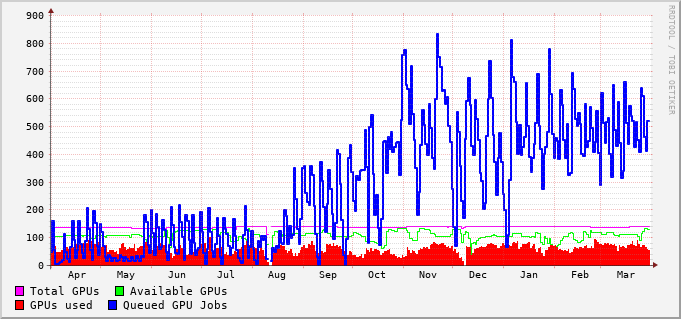 900
800
700
600
500
400
300
200
100
0
Apr May Jun Jul Aug Sep Oct Nov Dec Jan Feb Mar
Total GPUs Available GPUs
GPUs used Queued GPU Jobs
RRDTOOL / TOBI OETIKER